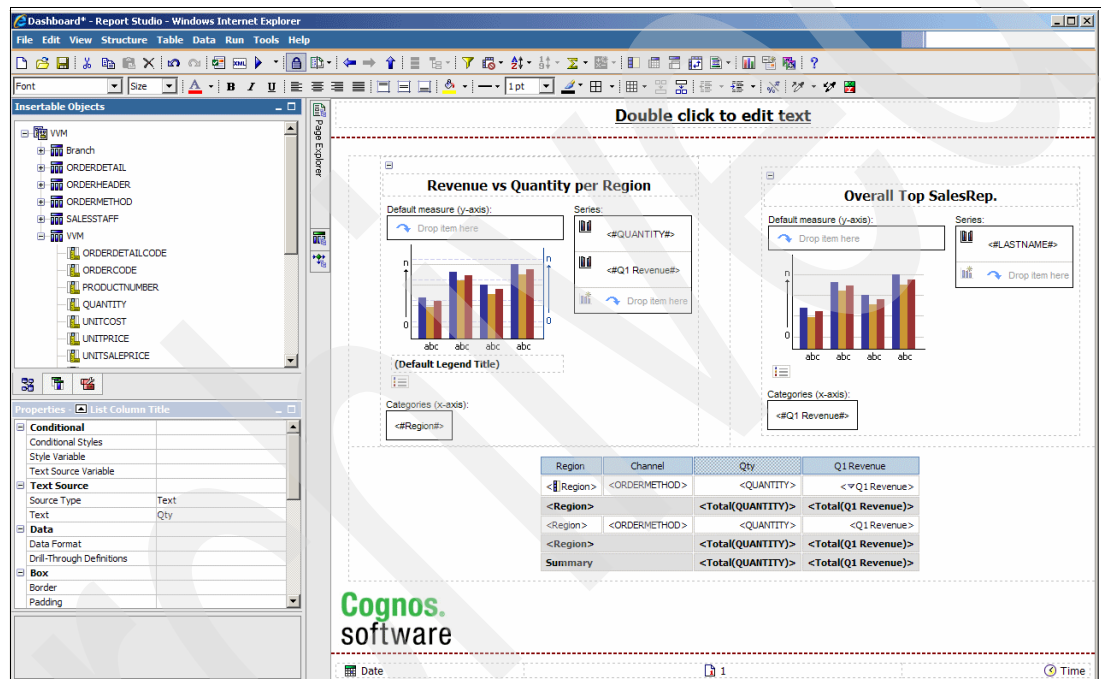 Dashboard* - Report Studio - Windows Internet Explorer
File Edit View Structure Table Data Run Tools Help
Font Size A B I U 1 pt
Insertable Objects
Page Explorer
VVM
Branch
ORDERDETAIL
ORDERHEADER
ORDERMETHOD
SALESSTAFF
VVM
ORDERDETAILCODE
ORDERCODE
PRODUCTNUMBER
QUANTITY
UNITCOST
UNITPRICE
UNITSALEPRICE
Properties - List Column Title
Conditional
Conditional Styles
Style Variable
Text Source Variable
Text Source
Source Type Text
Text Qty
Data
Data Format
Drill-Through Definitions
Box
Border
Padding
Double click to edit text
Revenue vs Quantity per Region
Default measure (y-axis): Series:
Drop item here
<#QUANTITY#>
<#Q1 Revenue#>
Drop item here
n n
0 0
abc abc abc abc
(Default Legend Title)
Categories (x-axis):
<#Region#>
Overall Top SalesRep.
Default measure (y-axis): Series:
Drop item here
<#LASTNAME#>
Drop item here
n
0
abc abc abc abc
Categories (x-axis):
<#Q1 Revenue#>
Region Channel Qty Q1 Revenue
<Region> <ORDERMETHOD> <QUANTITY> <Q1 Revenue>
<Region> <Total(QUANTITY)> <Total(Q1 Revenue)>
<Region> <ORDERMETHOD> <QUANTITY> <Q1 Revenue>
<Region> <Total(QUANTITY)> <Total(Q1 Revenue)>
Summary <Total(QUANTITY)> <Total(Q1 Revenue)>
Cognos.
software
Date 1 Time